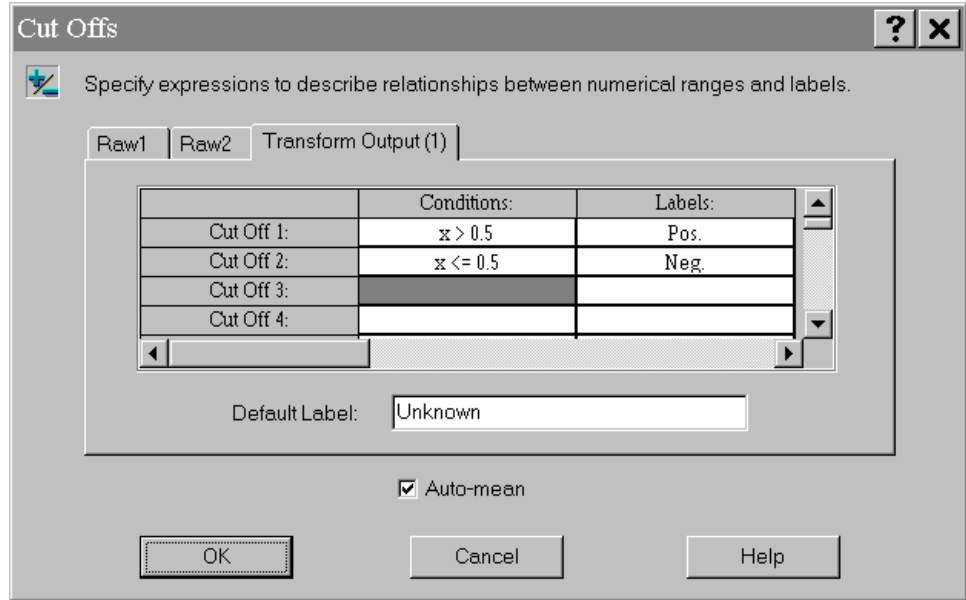 Cut Offs
Specify expressions to describe relationships between numerical ranges and labels.
Raw1 Raw2 Transform Output (1)
Conditions: Labels:
Cut Off 1: x > 0.5 Pos.
Cut Off 2: x <= 0.5 Neg.
Cut Off 3:
Cut Off 4:
Default Label: Unknown
Auto-mean
OK Cancel Help